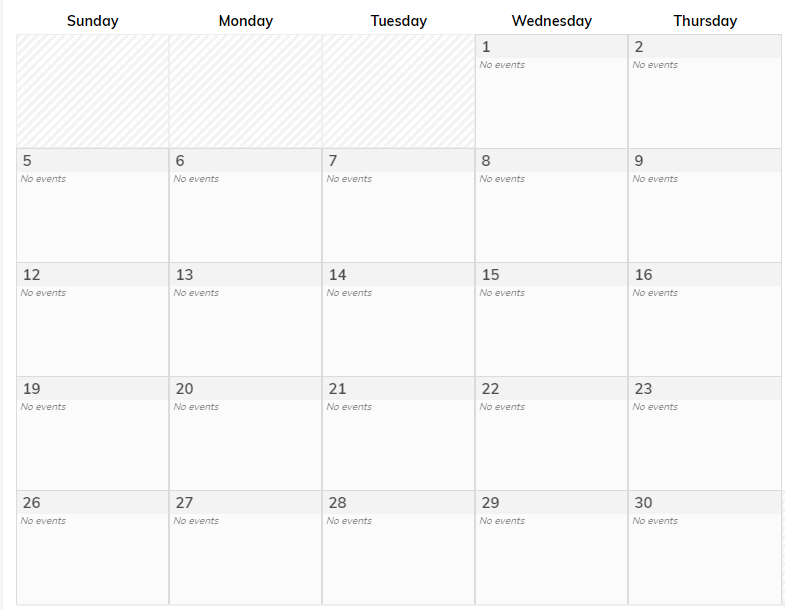 Sunday Monday Tuesday Wednesday Thursday
1 2
No events No events
5 6 7 8 9
No events No events No events No events No events
12 13 14 15 16
No events No events No events No events No events
19 20 21 22 23
No events No events No events No events No events
26 27 28 29 30
No events No events No events No events No events